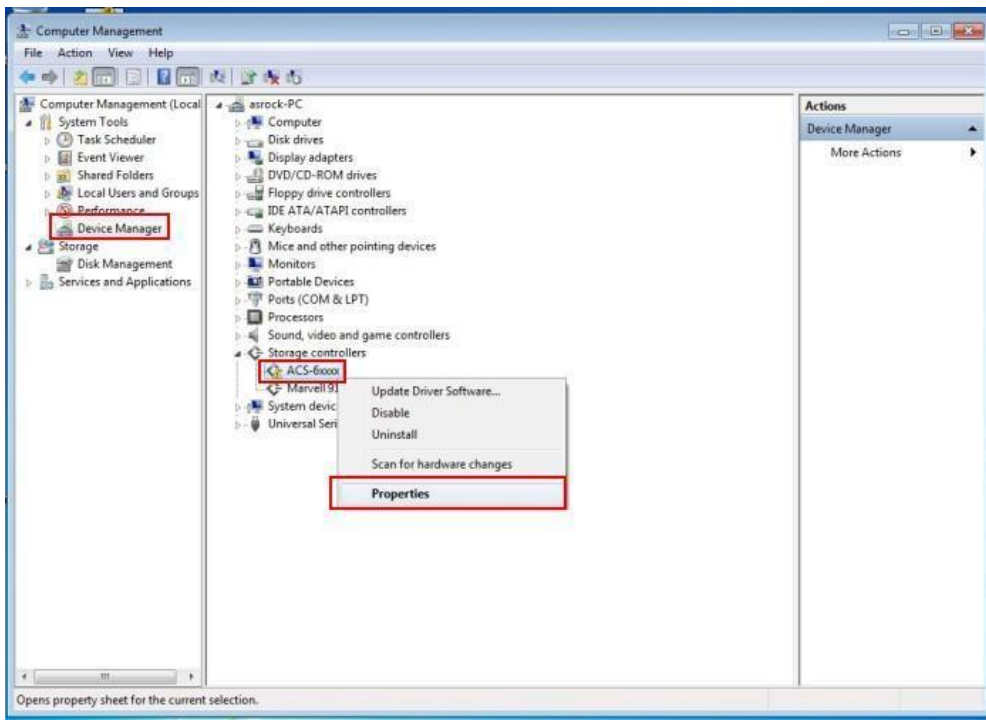 Computer Management
File Action View Help
Computer Management (Local
System Tools
Task Scheduler
Event Viewer
Shared Folders
Local Users and Groups
Performance
Device Manager
Storage
Disk Management
Services and Applications
asrock-PC
Computer
Disk drives
Display adapters
DVD/CD-ROM drives
Floppy drive controllers
IDE ATA/ATAPI controllers
Keyboards
Mice and other pointing devices
Monitors
Portable Devices
Ports (COM & LPT)
Processors
Sound, video and game controllers
Storage controllers
ACS-6xxxx
Marvell 91
System devic
Universal Seri
Update Driver Software...
Disable
Uninstall
Scan for hardware changes
Properties
Actions
Device Manager
More Actions
Opens property sheet for the current selection.